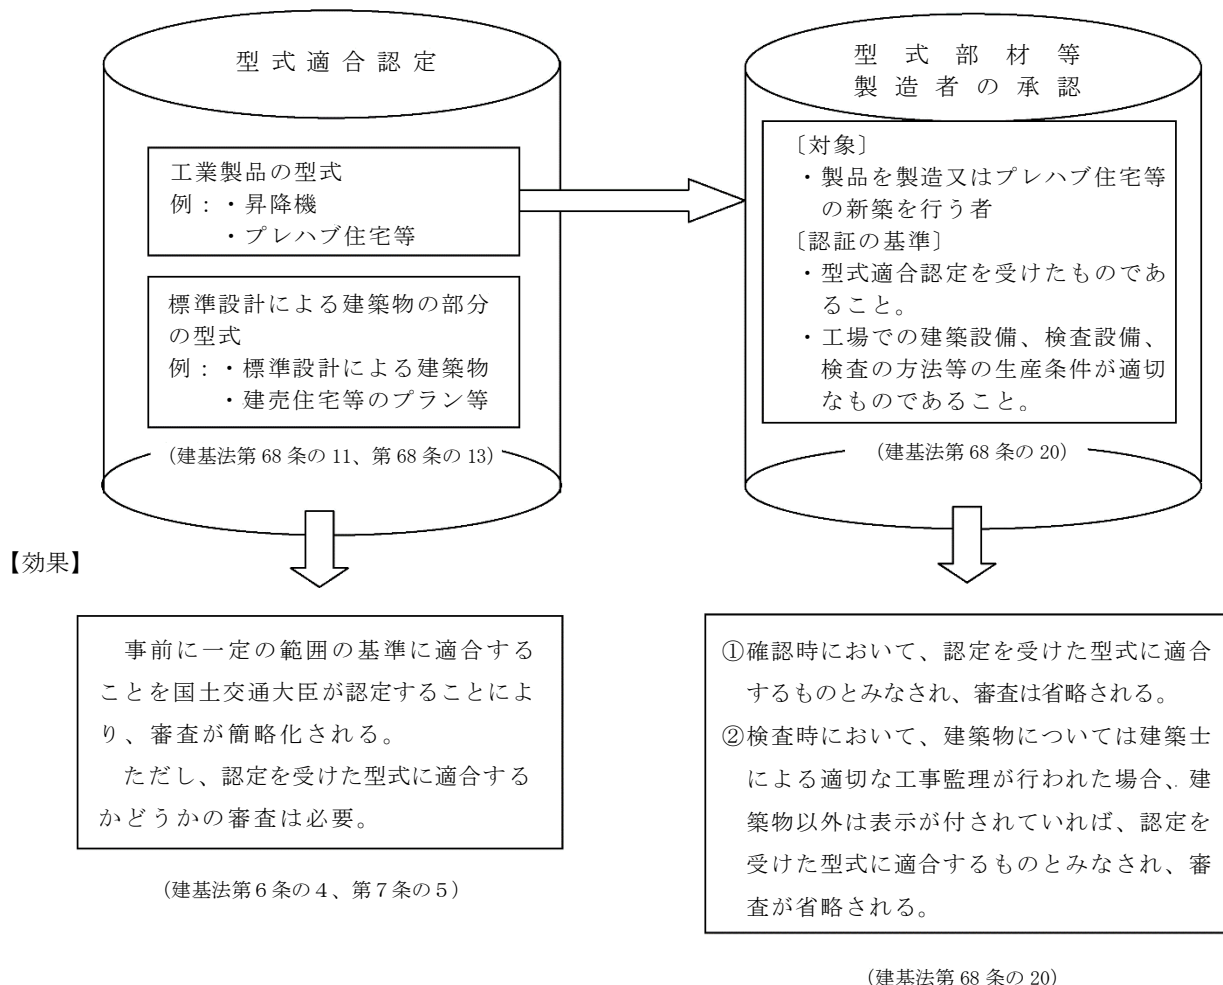 型式適合認定
工業製品の型式
例：・昇降機
・プレハブ住宅等
標準設計による建築物の部分
の型式
例：・標準設計による建築物
・建売住宅等のプラン等
（建基法第 68 条の 11、第 68 条の 13）
型式部材等
製造者の承認
〔対象〕
・製品を製造又はプレハブ住宅等
の新築を行う者
〔認証の基準〕
・型式適合認定を受けたものであ
ること。
・工場での建築設備、検査設備、
検査の方法等の生産条件が適切
なものであること。
（建基法第 68 条の 20）
【効果】
事前に一定の範囲の基準に適合する
ことを国土交通大臣が認定することによ
り、審査が簡略化される。
ただし、認定を受けた型式に適合する
かどうかの審査は必要。
（建基法第６条の４、第７条の５）
①確認時において、認定を受けた型式に適合
するものとみなされ、審査は省略される。
②検査時において、建築物については建築士
による適切な工事監理が行われた場合、建
築物以外は表示が付されていれば、認定を
受けた型式に適合するものとみなされ、審
査が省略される。
（建基法第 68 条の 20）